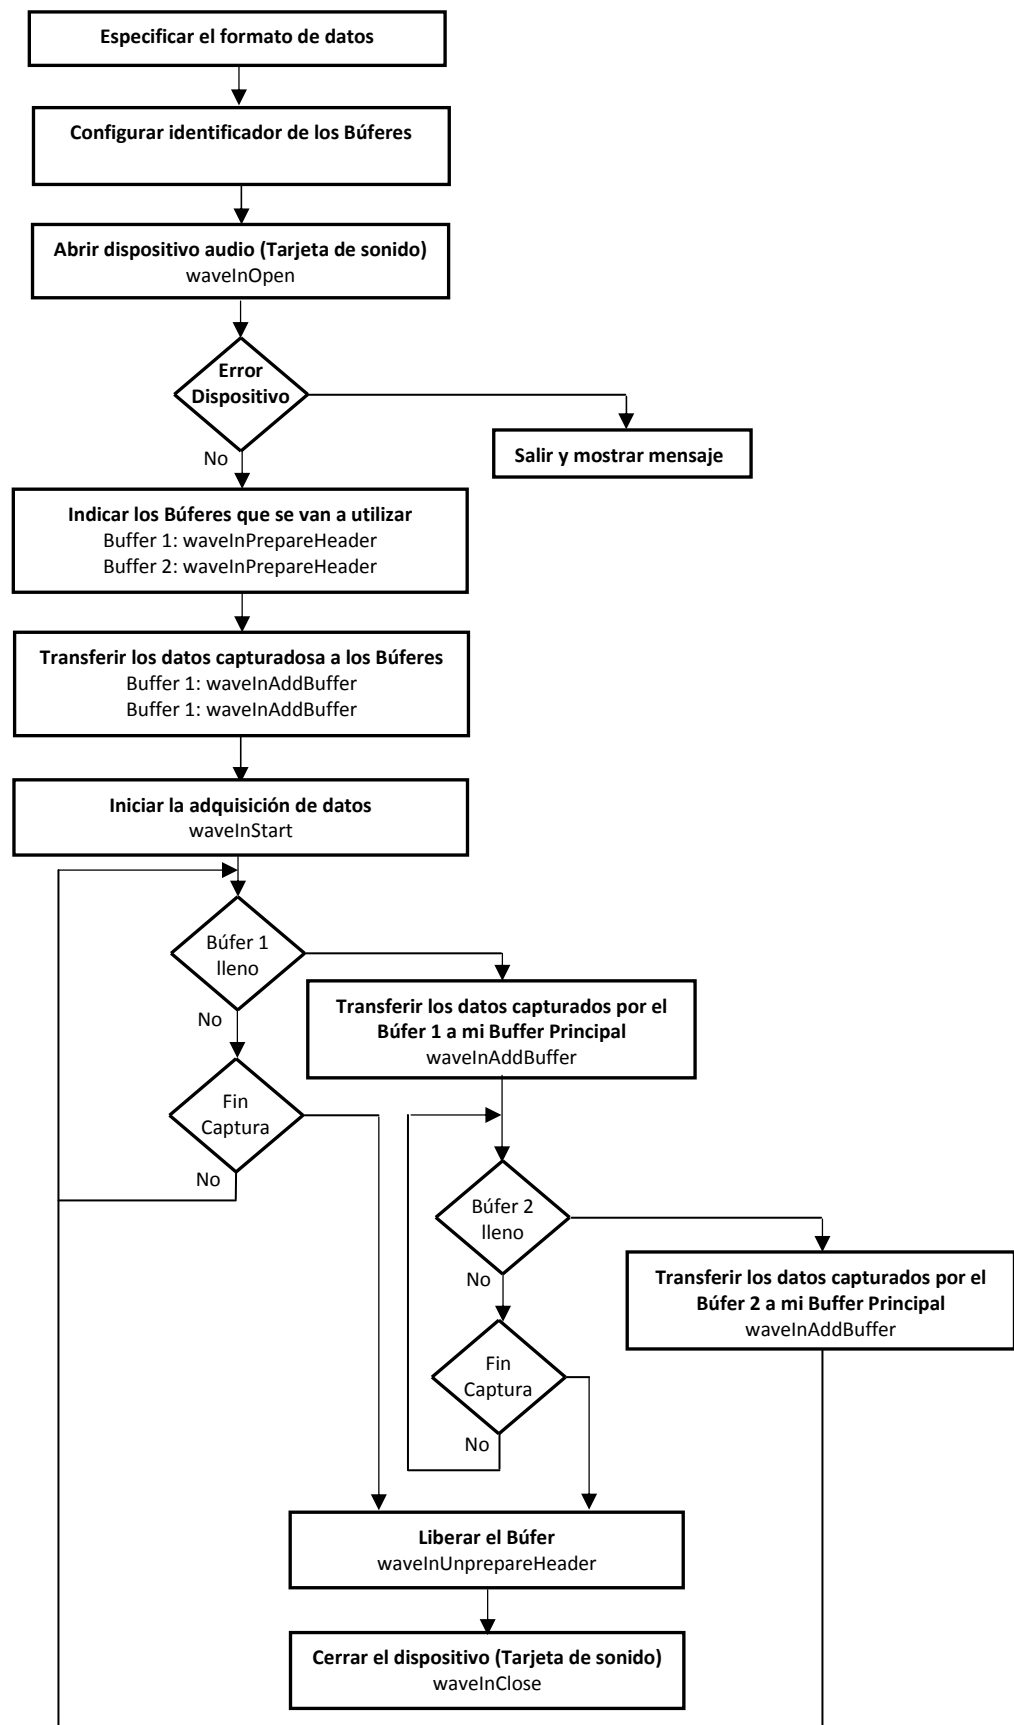 Especificar el formato de datos
Configurar identificador de los Búferes
Abrir dispositivo audio (Tarjeta de sonido)
waveInOpen
Error
Dispositivo
No
Salir y mostrar mensaje
Indicar los Búferes que se van a utilizar
Buffer 1: waveInPrepareHeader
Buffer 2: waveInPrepareHeader
Transferir los datos capturadosa a los Búferes
Buffer 1: waveInAddBuffer
Buffer 1: waveInAddBuffer
Iniciar la adquisición de datos
waveInStart
Búfer 1
lleno
No
Transferir los datos capturados por el
Búfer 1 a mi Buffer Principal
waveInAddBuffer
Fin
Captura
No
Búfer 2
lleno
No
Transferir los datos capturados por el
Búfer 2 a mi Buffer Principal
waveInAddBuffer
Fin
Captura
No
Liberar el Búfer
waveInUnprepareHeader
Cerrar el dispositivo (Tarjeta de sonido)
waveInClose